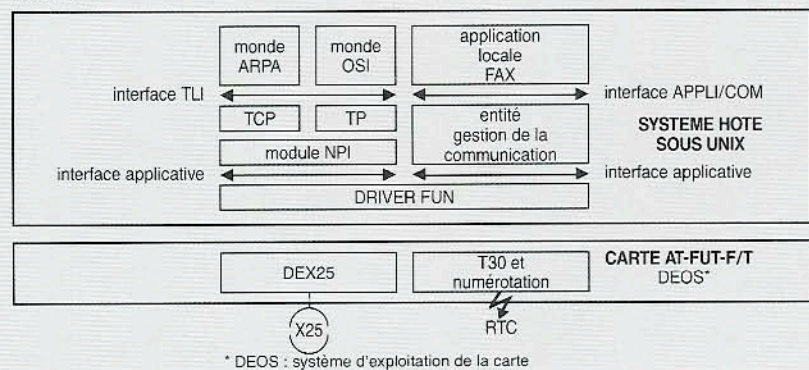 monde
ARPA
monde
OSI
application
locale
FAX
interface TLI
interface APPLI/COM
TCP
TP
entité
gestion de la
communication
SYSTEME HOTE
SOUS UNIX
module NPI
interface applicative
interface applicative
DRIVER FUN
DEX25
T30 et
numérotation
CARTE AT-FUT-F/T
DEOS*
X25
RTC
* DEOS : système d'exploitation de la carte